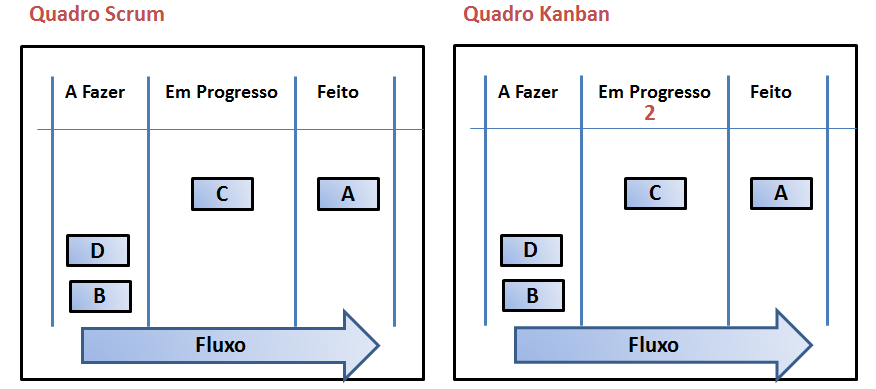 Quadro Scrum
A Fazer Em Progresso Feito
C A
D
B
Fluxo
Quadro Kanban
A Fazer Em Progresso Feito
2
C A
D
B
Fluxo